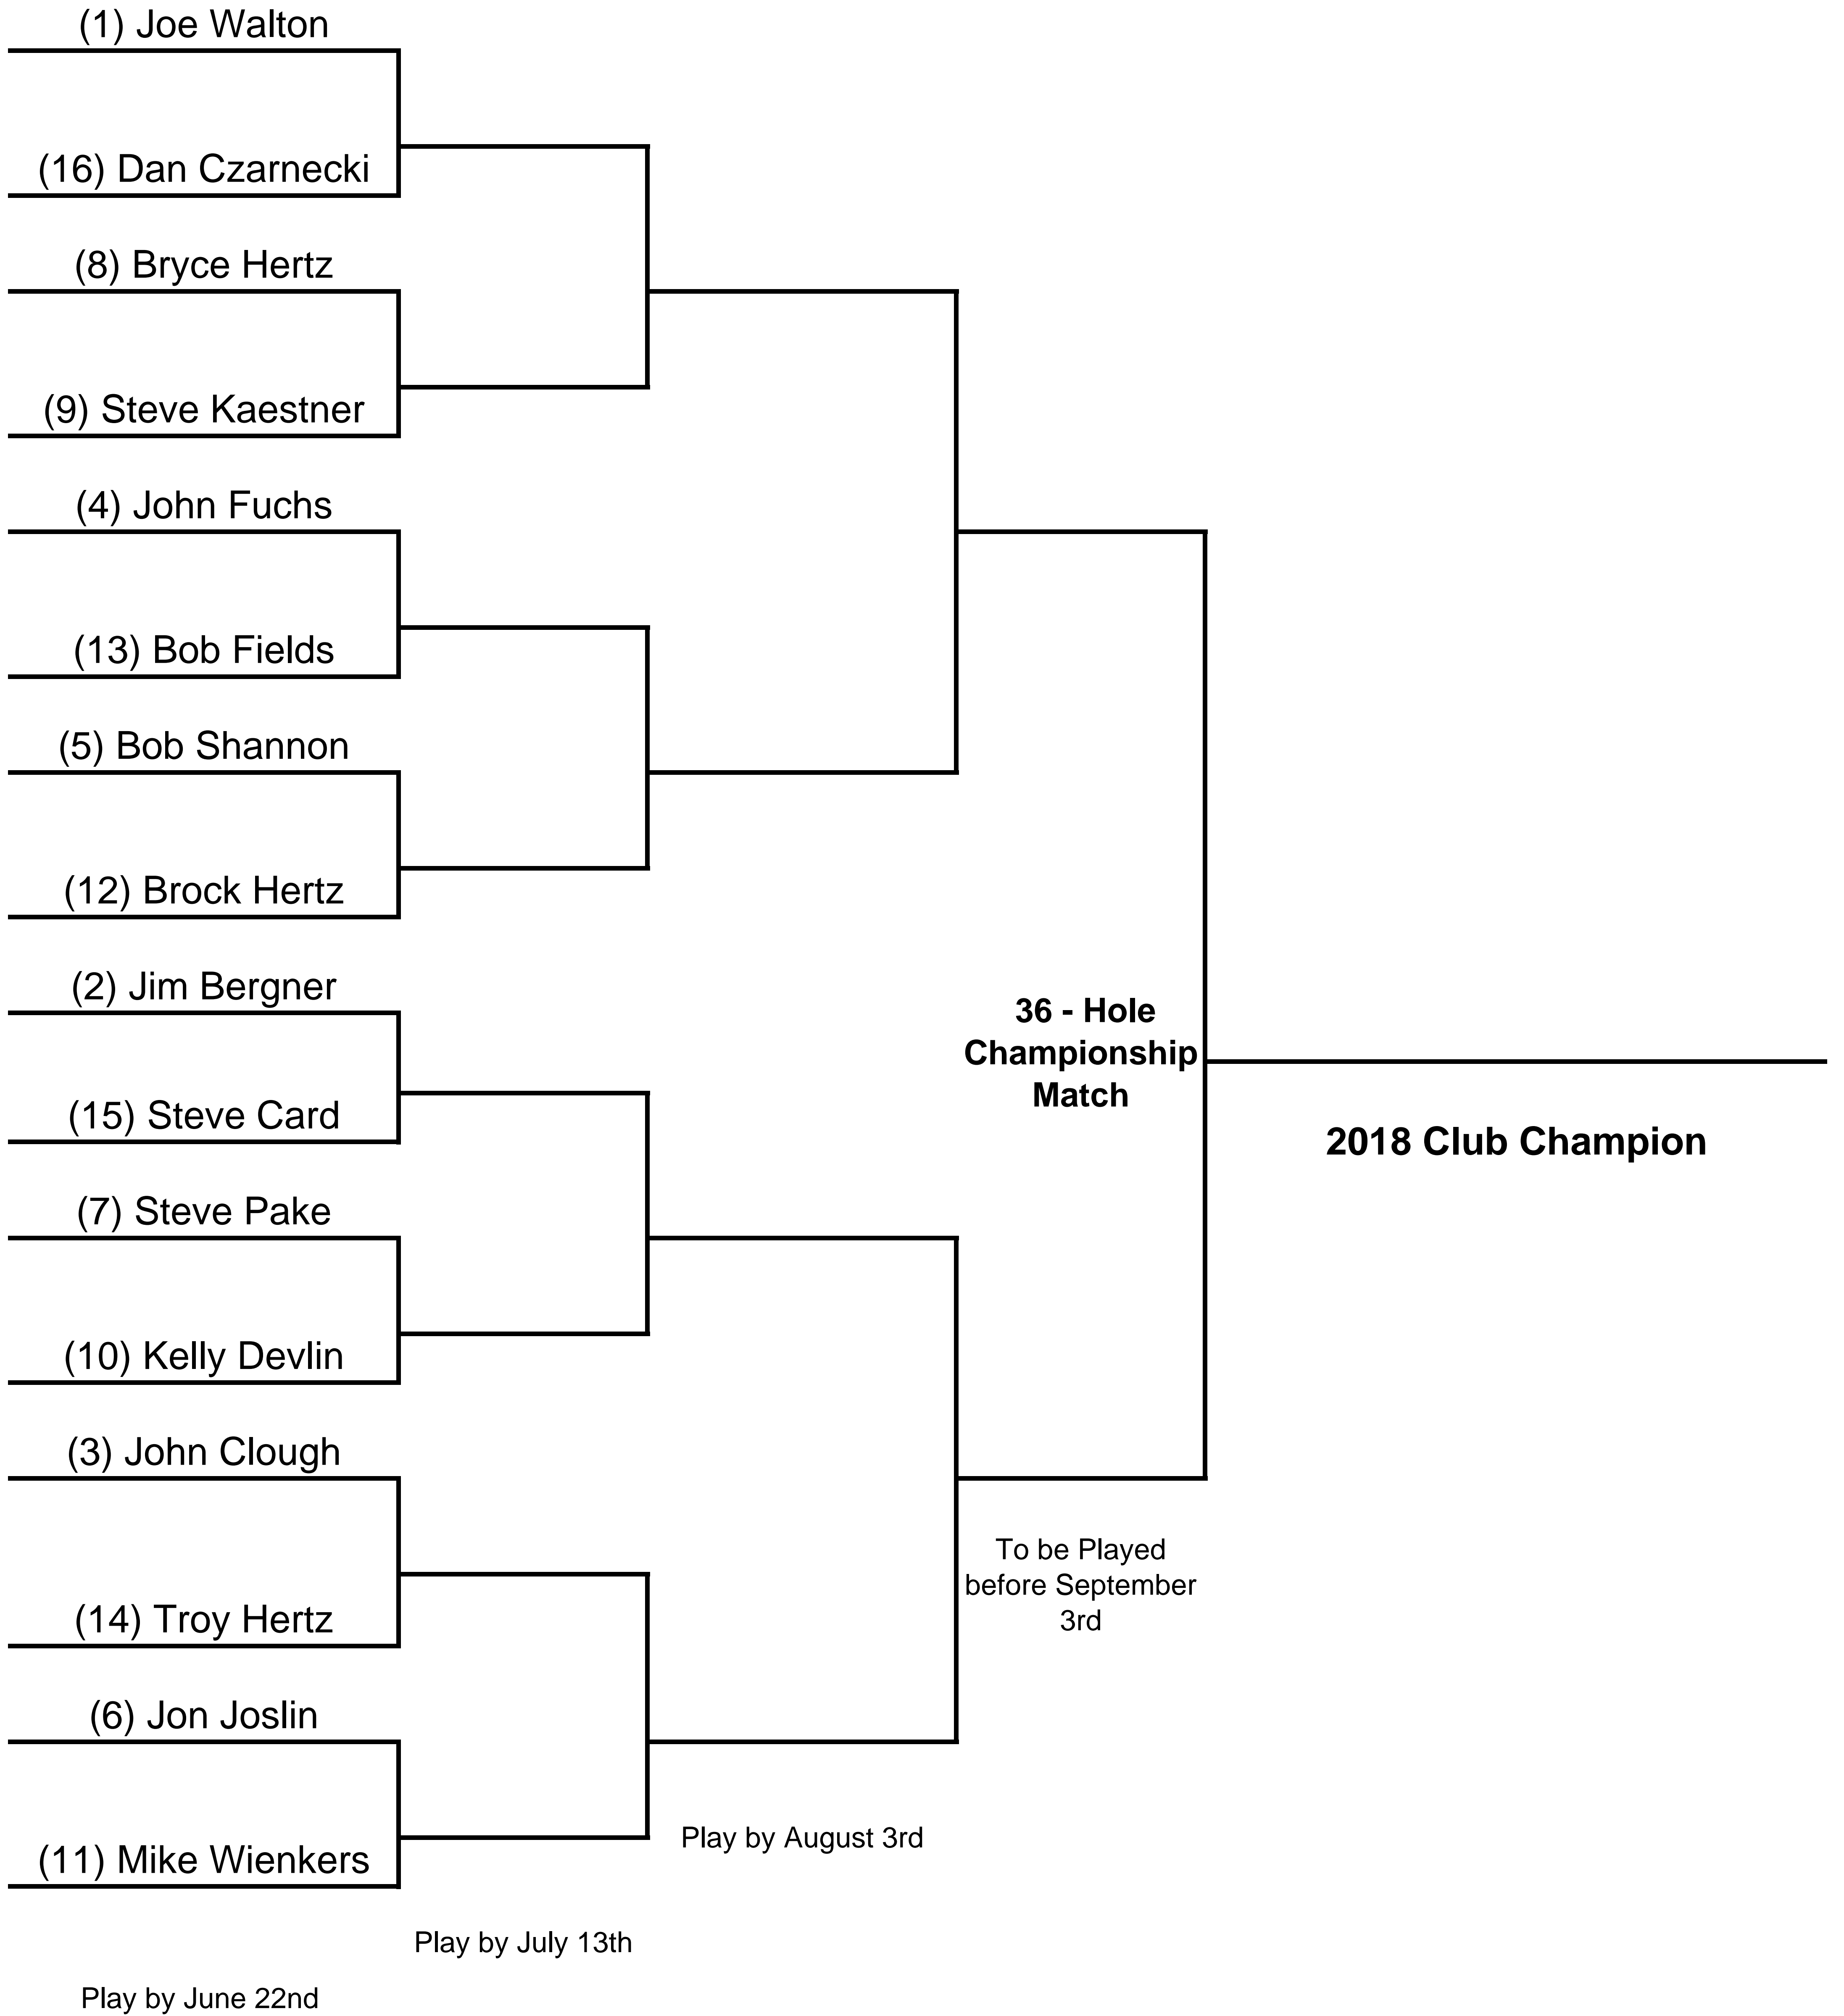 (1) Joe Walton
(16) Dan Czarnecki
(8) Bryce Hertz
(9) Steve Kaestner
(4) John Fuchs
(13) Bob Fields
(5) Bob Shannon
(12) Brock Hertz
(2) Jim Bergner
(15) Steve Card
(7) Steve Pake
(10) Kelly Devlin
(3) John Clough
(14) Troy Hertz
(6) Jon Joslin
(11) Mike Wienkers
Play by June 22nd
Play by July 13th
Play by August 3rd
36 - Hole
Championship
Match
To be Played
before September
3rd
2018 Club Champion